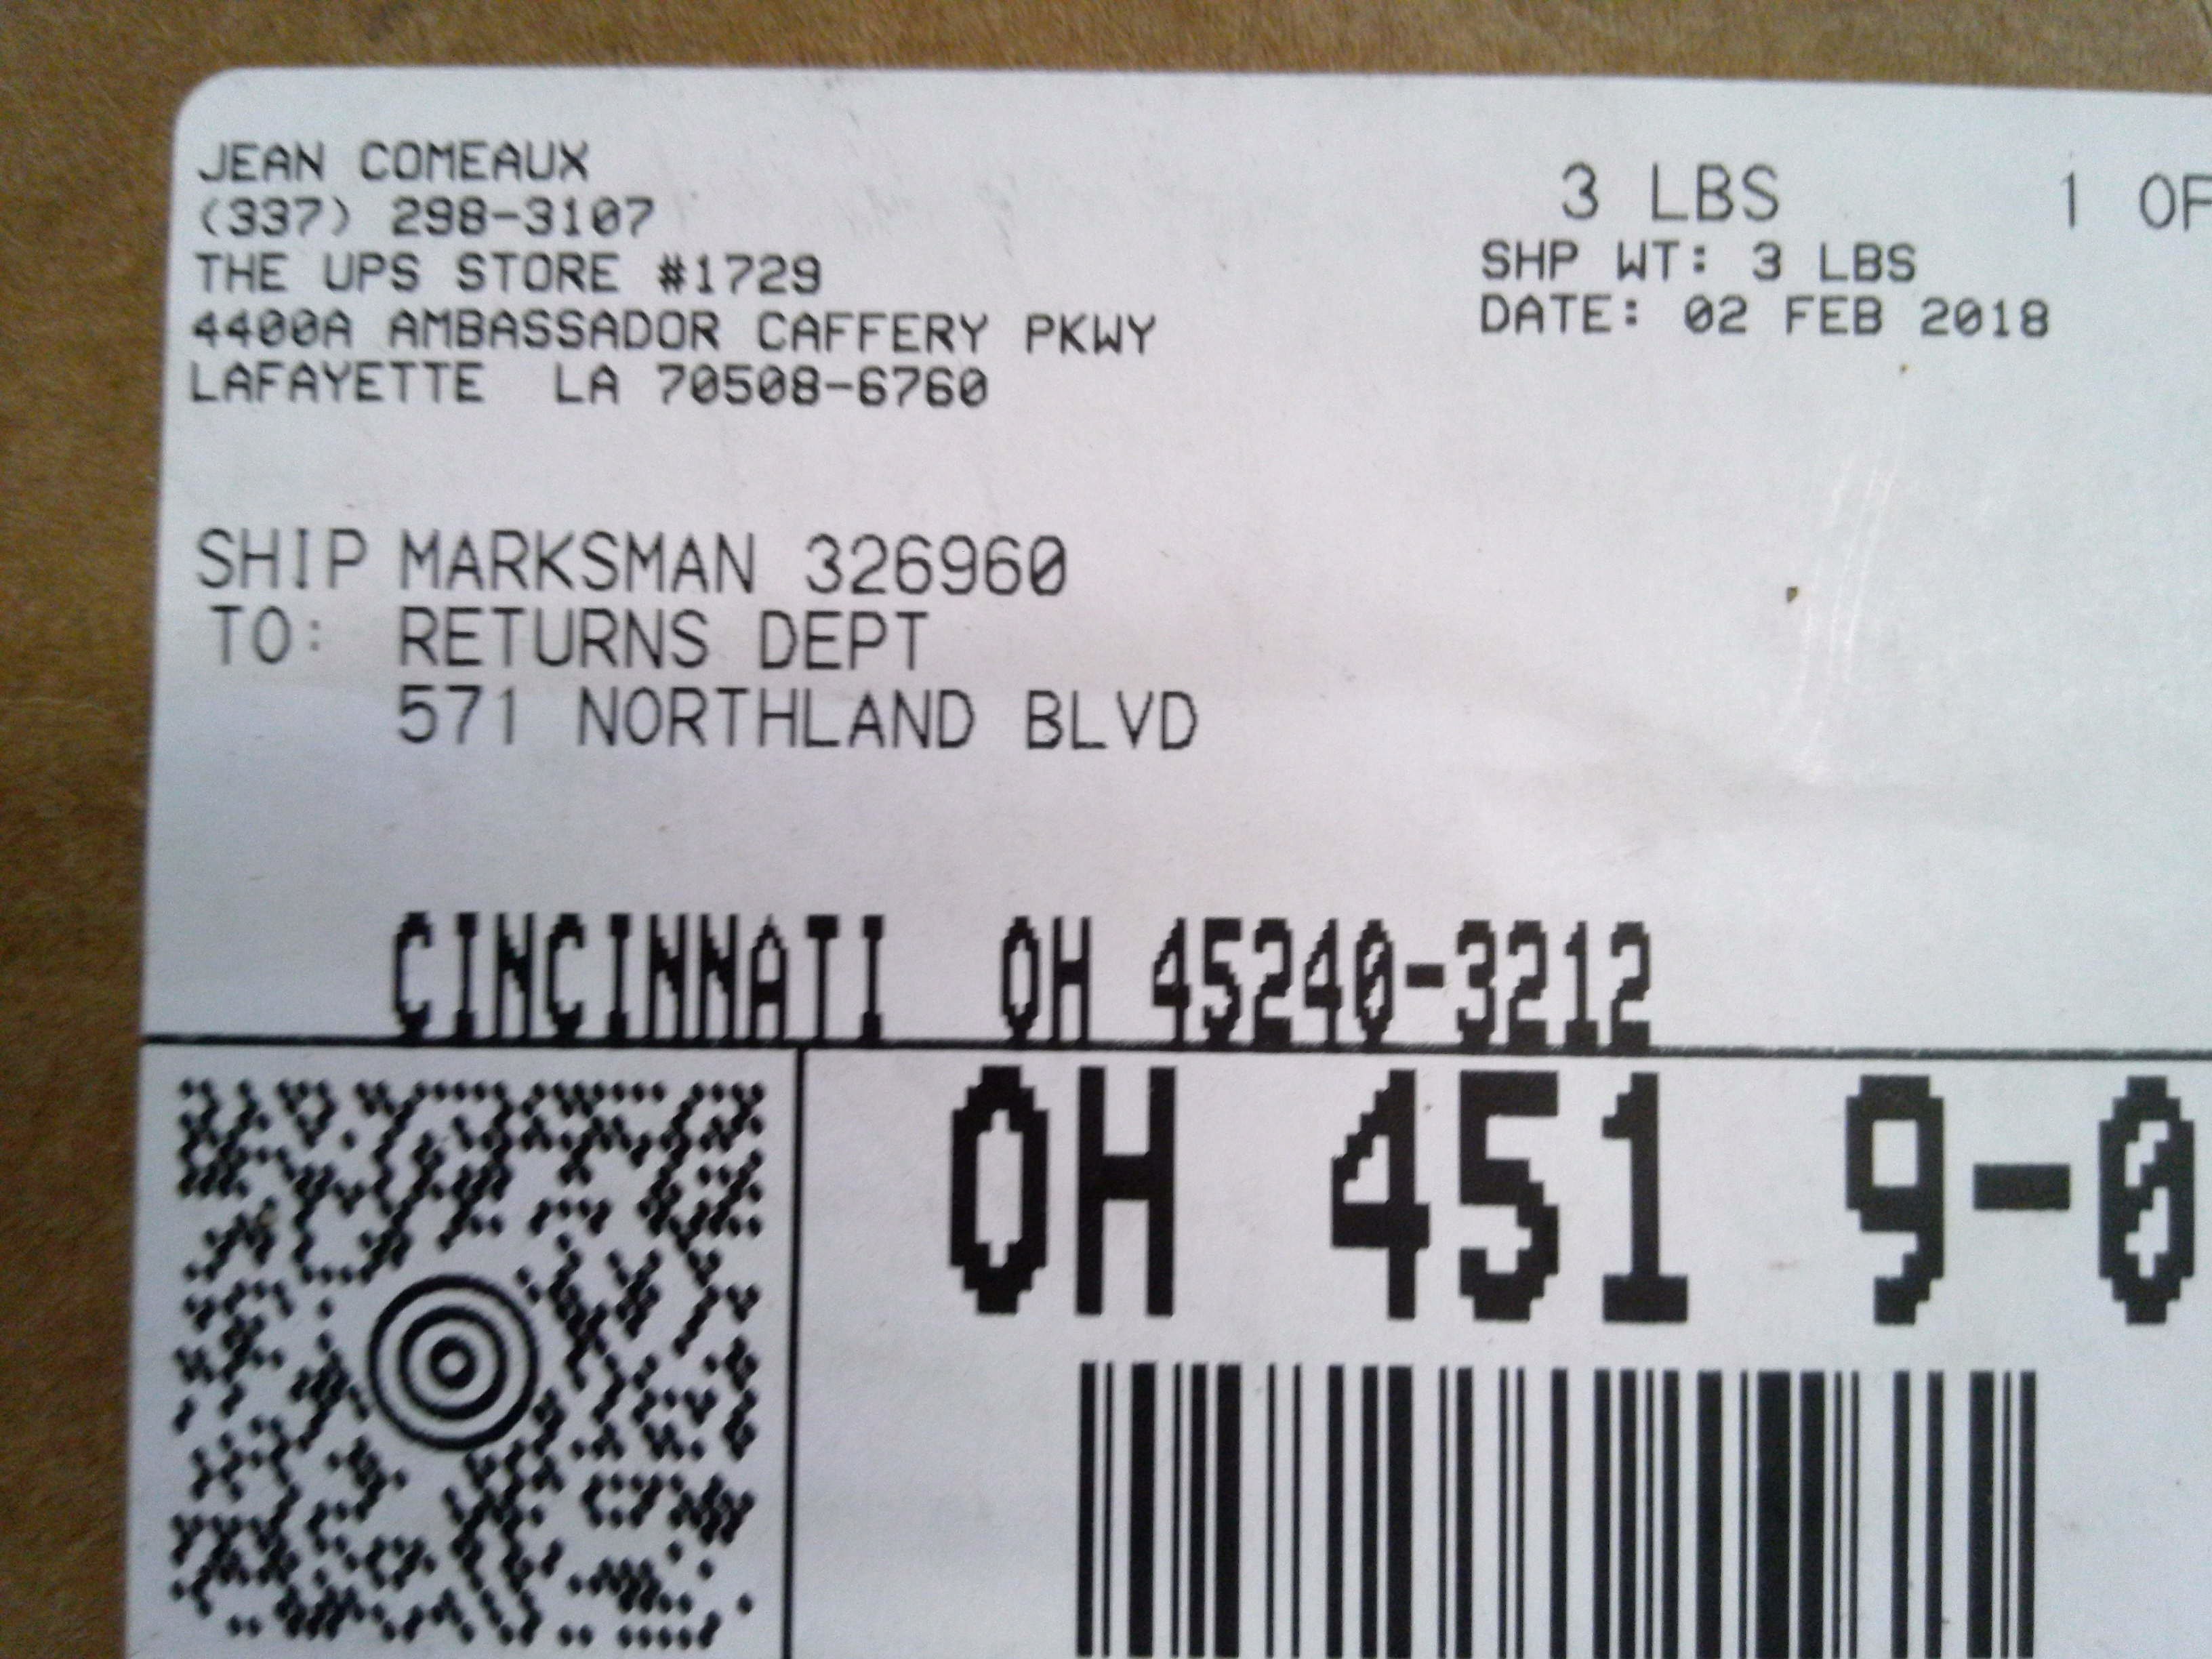 JEAN COMEAUX
(337) 298-3107
THE UPS STORE #1729
4400A AMBASSADOR CAFFERY PKWY
LAFAYETTE LA 70508-6760
3 LBS 1 OF
SHP WT: 3 LBS
DATE: 02 FEB 2018
SHIP MARKSMAN 326960
TO: RETURNS DEPT
571 NORTHLAND BLVD
CINCINNATI OH 45240-3212
OH 451 9-0